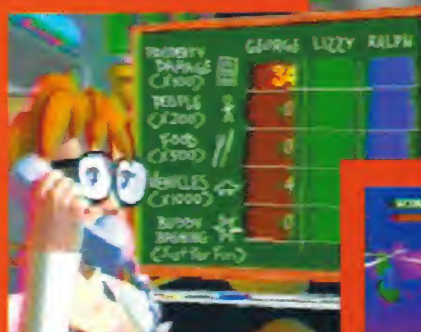 GEORGE LIZZY RALPH
PROPERTY
DAMAGE
(X100) 34
PEOPLE
(X200) 0
FOOD
(X500) 0
VEHICLES
(X1000) 4
BUDDY
BASHING 0
(Just for Fun)